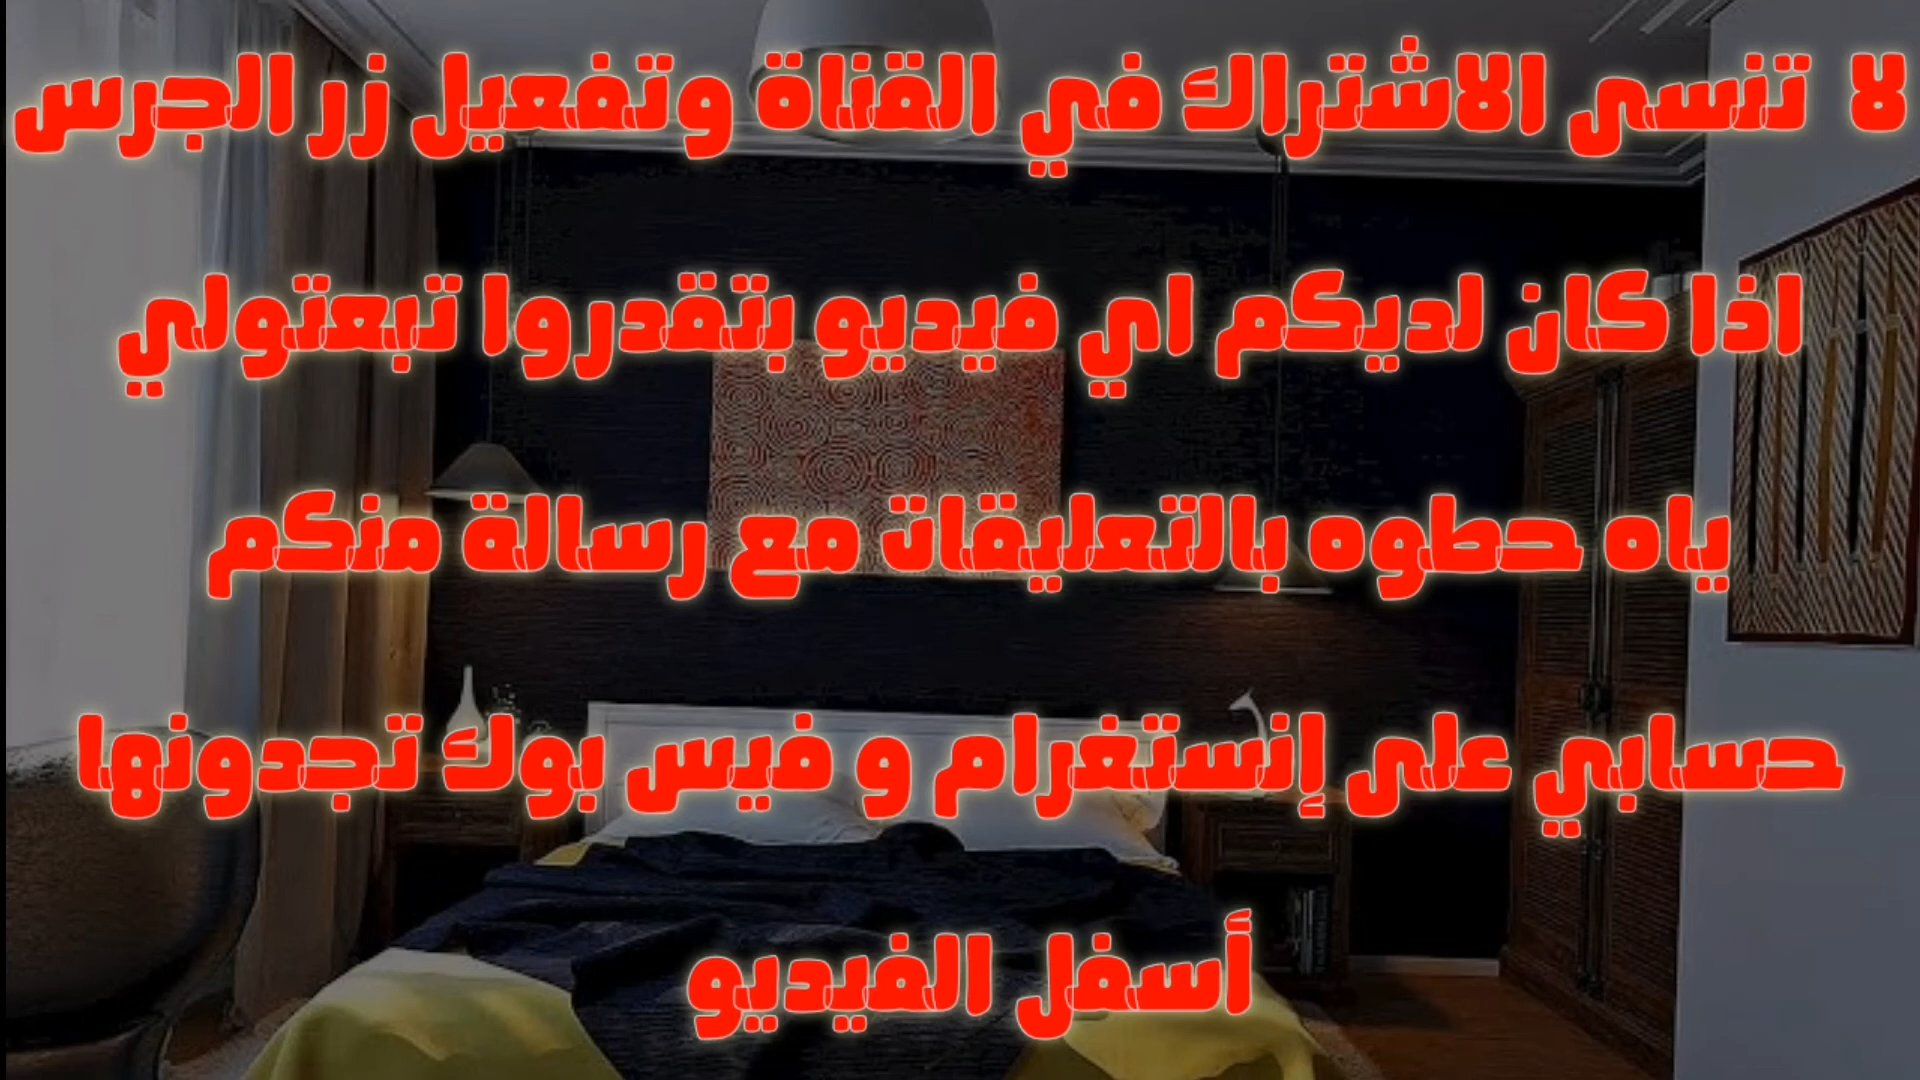 لا تنسى الاشتراك في القناة وتفعيل زر الجرس
اذا كان لديكم اي فيديو بتقدروا تبعتولي
ياه حطوه بالتعليقات مع رسالة منكم
حسابي على إنستغرام و فيس بوك تجدونها
أسفل الفيديو